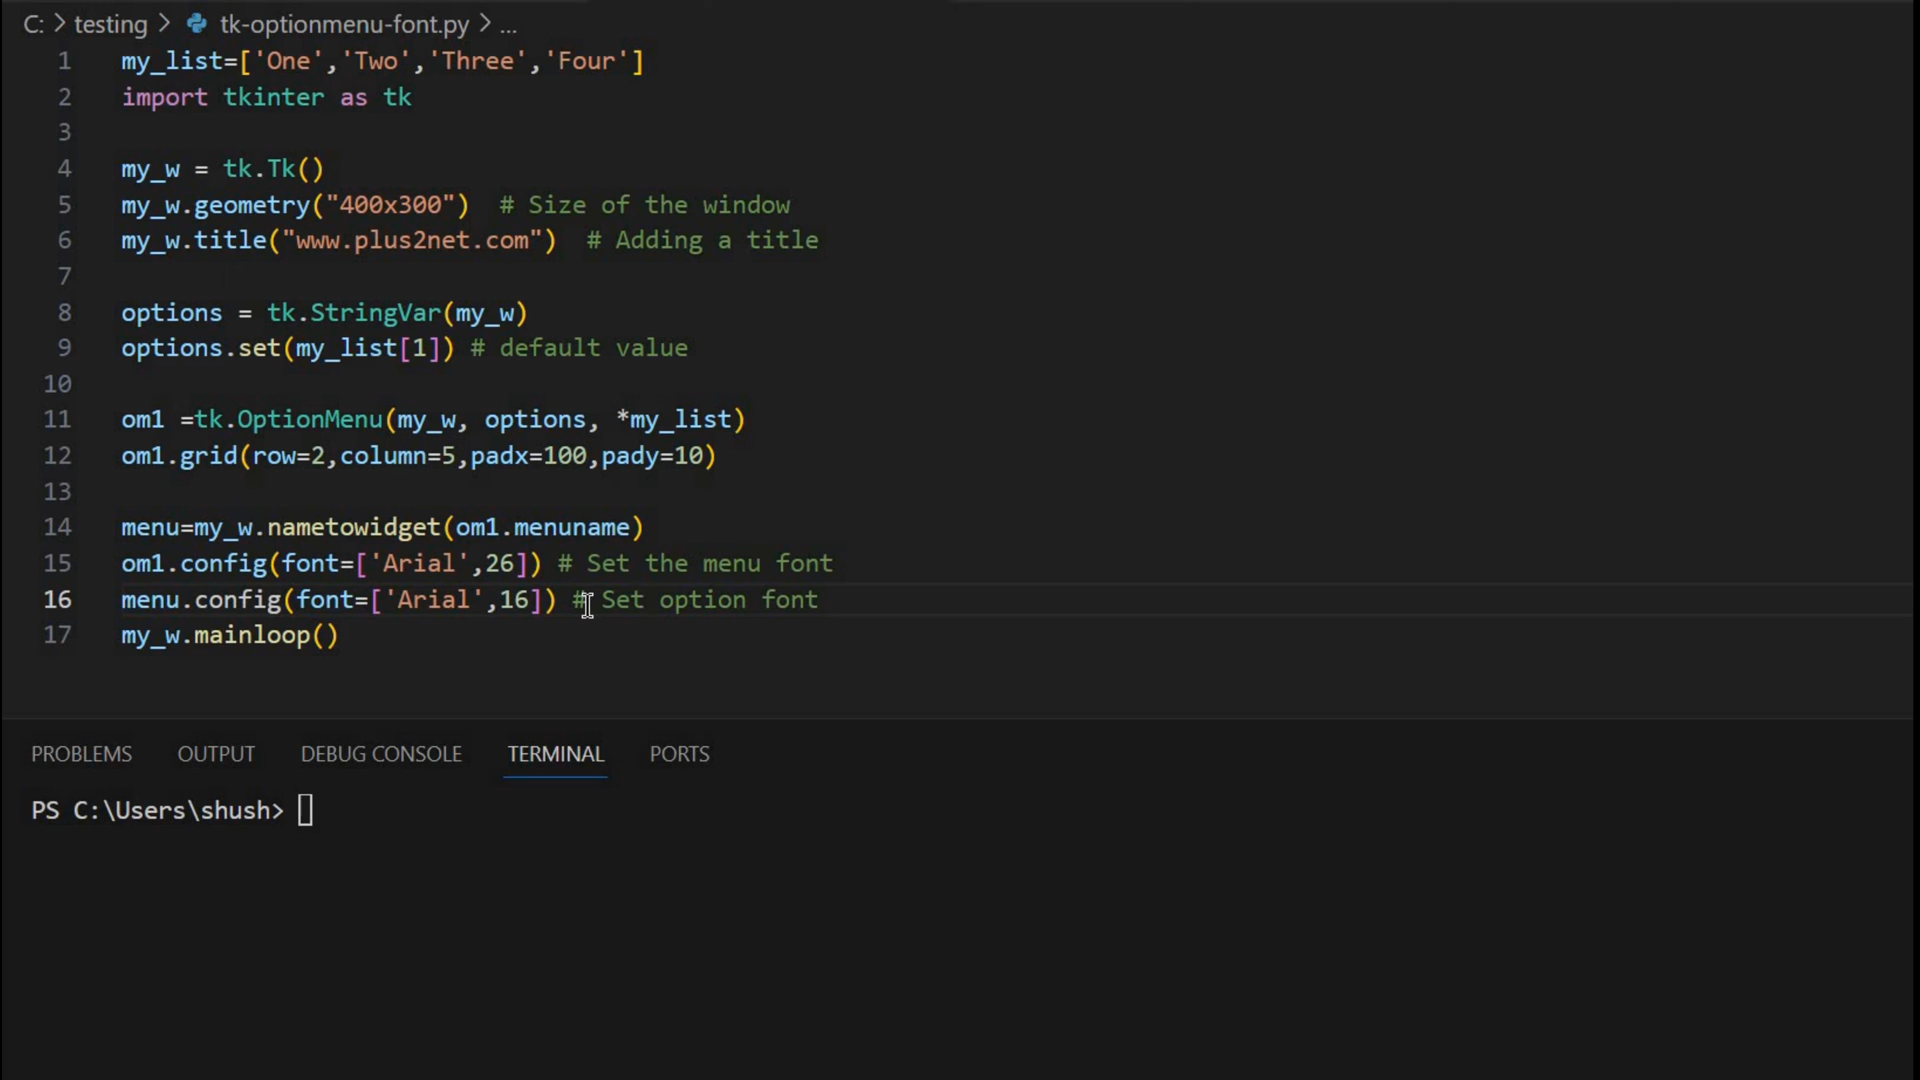 C: > testing > tk-optionmenu-font.py > ...
1 my_list=['One','Two','Three','Four']
2 import tkinter as tk
3
4 my_w = tk.Tk()
5 my_w.geometry("400x300")  # Size of the window
6 my_w.title("www.plus2net.com")  # Adding a title
7
8 options = tk.StringVar(my_w)
9 options.set(my_list[1]) # default value
10
11 om1 =tk.OptionMenu(my_w, options, *my_list)
12 om1.grid(row=2,column=5,padx=100,pady=10)
13
14 menu=my_w.nametowidget(om1.menuname)
15 om1.config(font=['Arial',26]) # Set the menu font
16 menu.config(font=['Arial',16]) # Set option font
17 my_w.mainloop()
PROBLEMS OUTPUT DEBUG CONSOLE TERMINAL PORTS
PS C:\Users\shush>